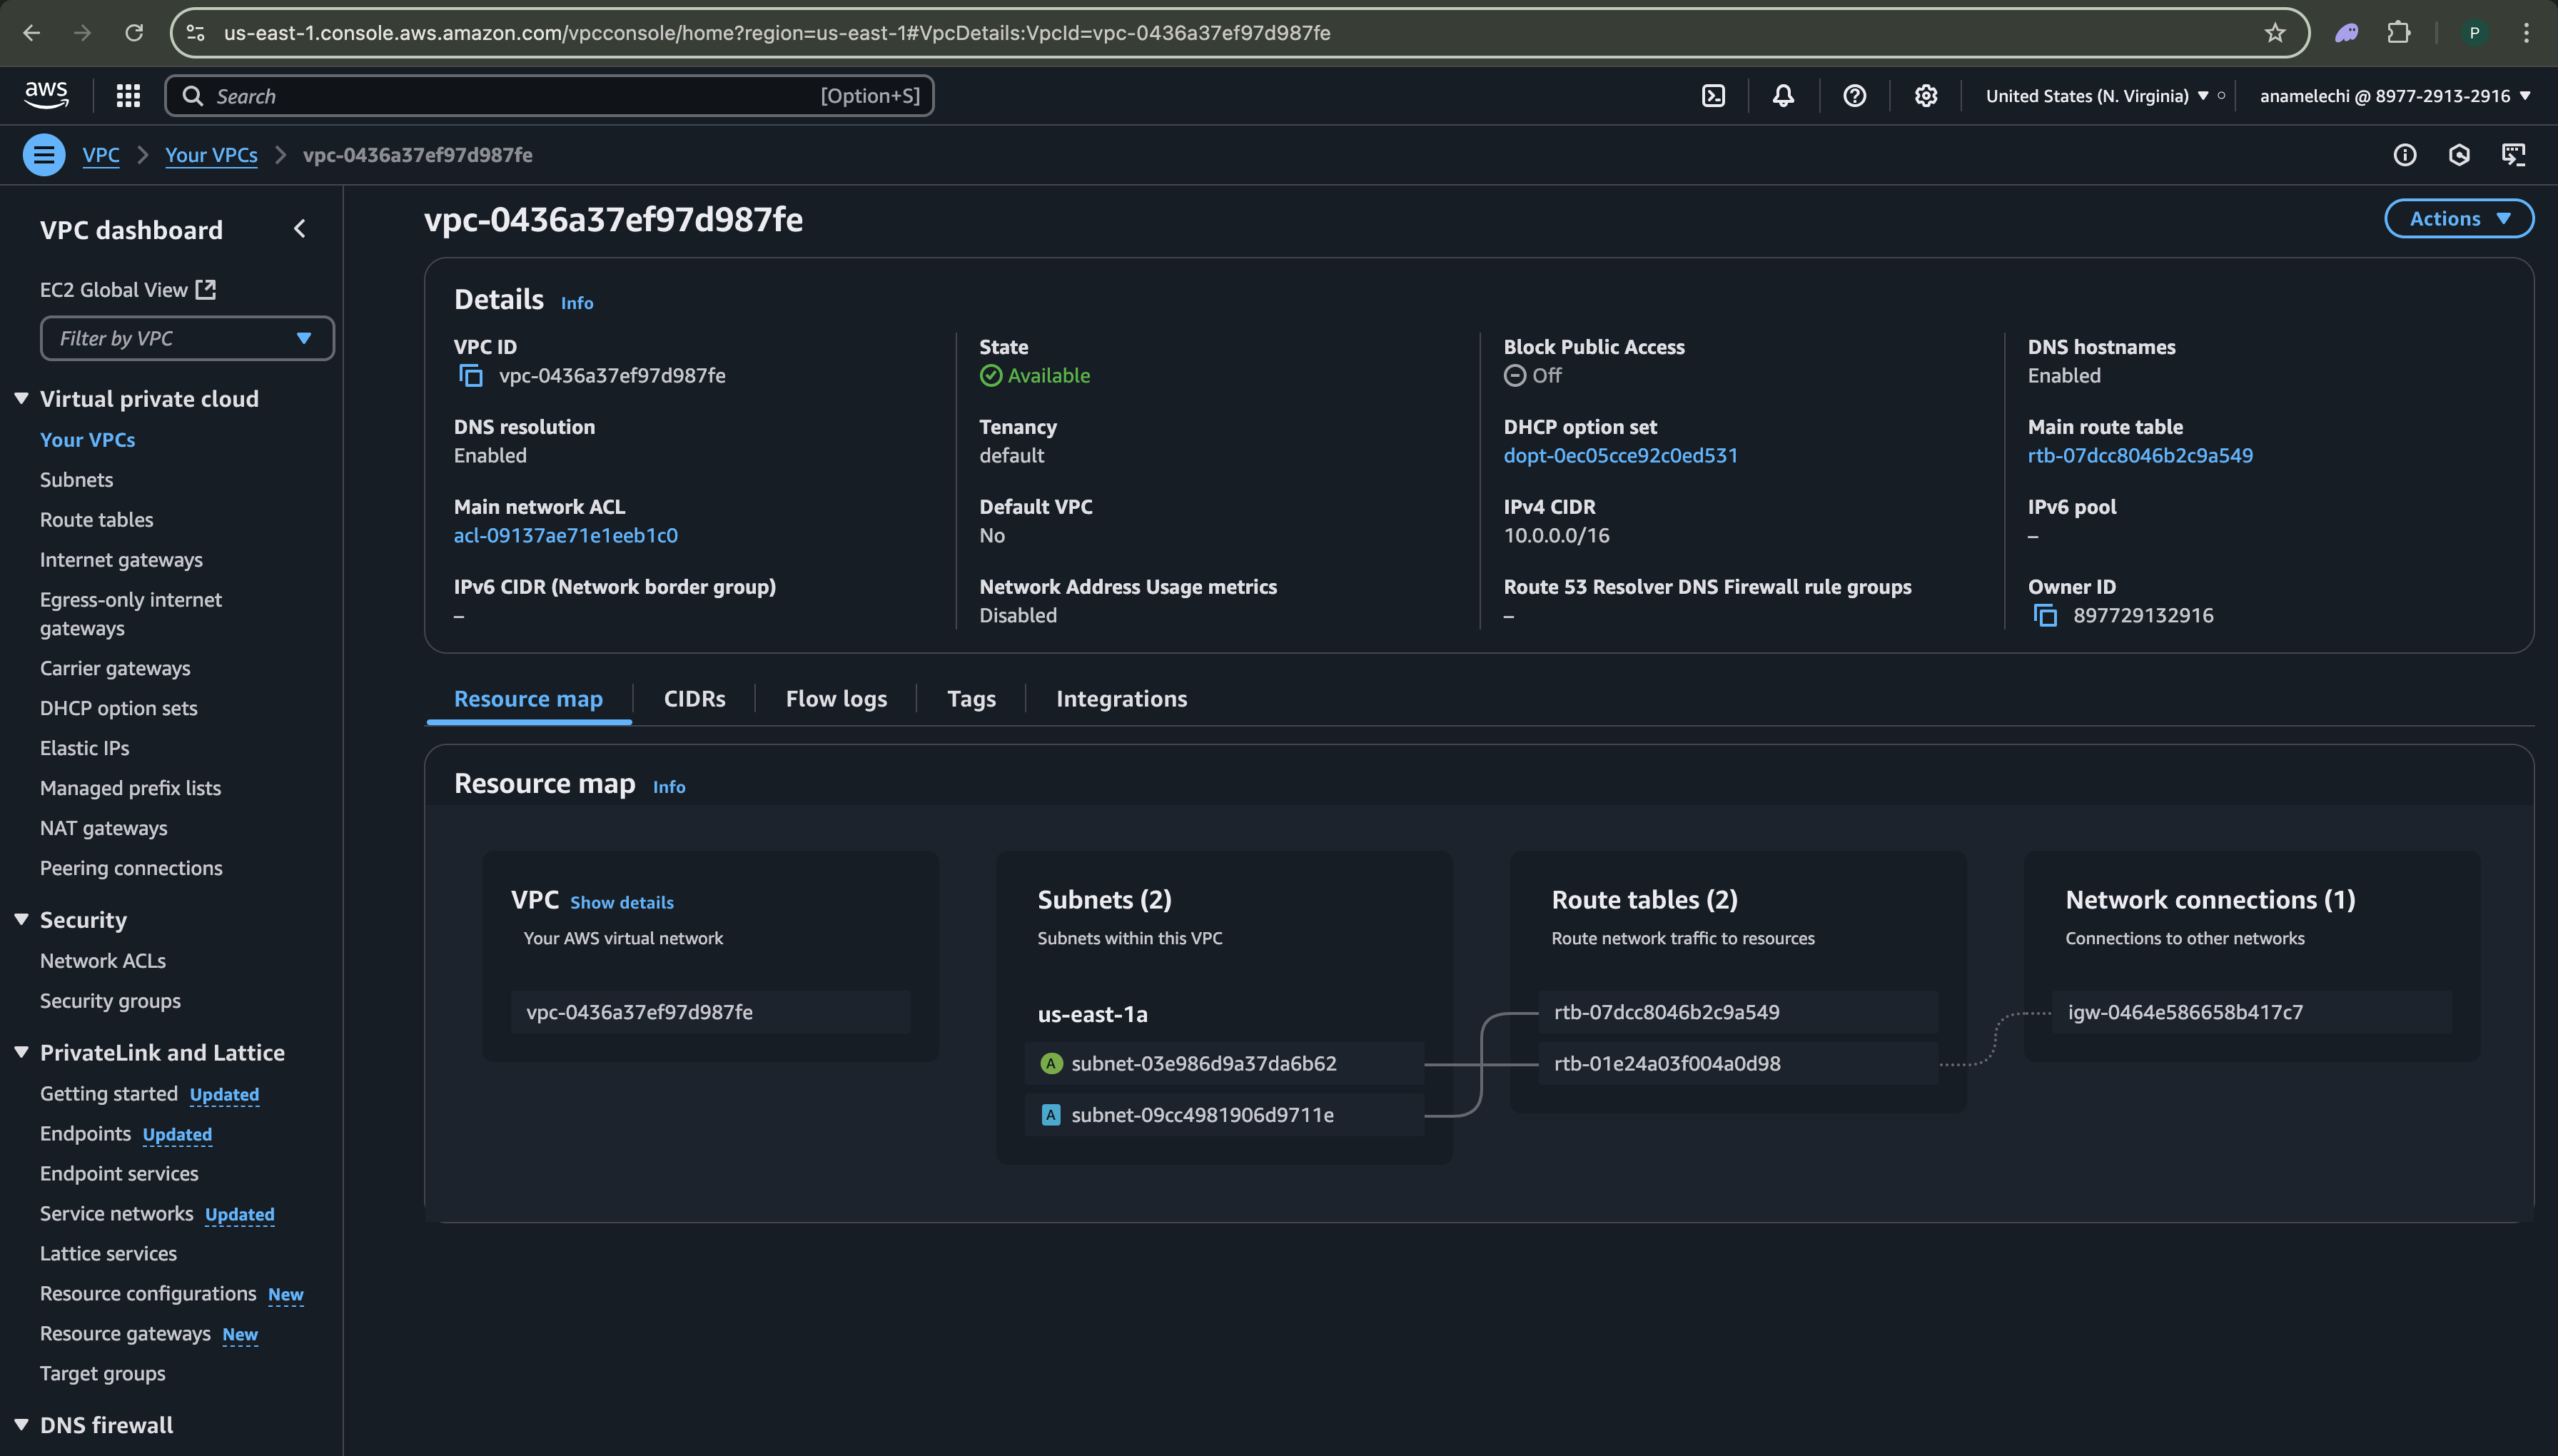 us-east-1.console.aws.amazon.com/vpcconsole/home?region=us-east-1#VpcDetails:VpcId=vpc-0436a37ef97d987fe
P
aws
Search
[Option+S]
United States (N. Virginia)
anamelechi @ 8977-2913-2916
VPC
Your VPCs
vpc-0436a37ef97d987fe
VPC dashboard
EC2 Global View
Filter by VPC
Virtual private cloud
Your VPCs
Subnets
Route tables
Internet gateways
Egress-only internet
gateways
Carrier gateways
DHCP option sets
Elastic IPs
Managed prefix lists
NAT gateways
Peering connections
Security
Network ACLs
Security groups
PrivateLink and Lattice
Getting started Updated
Endpoints Updated
Endpoint services
Service networks Updated
Lattice services
Resource configurations New
Resource gateways New
Target groups
DNS firewall
vpc-0436a37ef97d987fe
Actions
Details Info
VPC ID
vpc-0436a37ef97d987fe
State
Available
Block Public Access
Off
DNS hostnames
Enabled
DNS resolution
Enabled
Tenancy
default
DHCP option set
dopt-0ec05cce92c0ed531
Main route table
rtb-07dcc8046b2c9a549
Main network ACL
acl-09137ae71e1eeb1c0
Default VPC
No
IPv4 CIDR
10.0.0.0/16
IPv6 pool
–
IPv6 CIDR (Network border group)
–
Network Address Usage metrics
Disabled
Route 53 Resolver DNS Firewall rule groups
–
Owner ID
897729132916
Resource map
CIDRs
Flow logs
Tags
Integrations
Resource map Info
VPC Show details
Your AWS virtual network
vpc-0436a37ef97d987fe
Subnets (2)
Subnets within this VPC
us-east-1a
A subnet-03e986d9a37da6b62
A subnet-09cc4981906d9711e
Route tables (2)
Route network traffic to resources
rtb-07dcc8046b2c9a549
rtb-01e24a03f004a0d98
Network connections (1)
Connections to other networks
igw-0464e586658b417c7